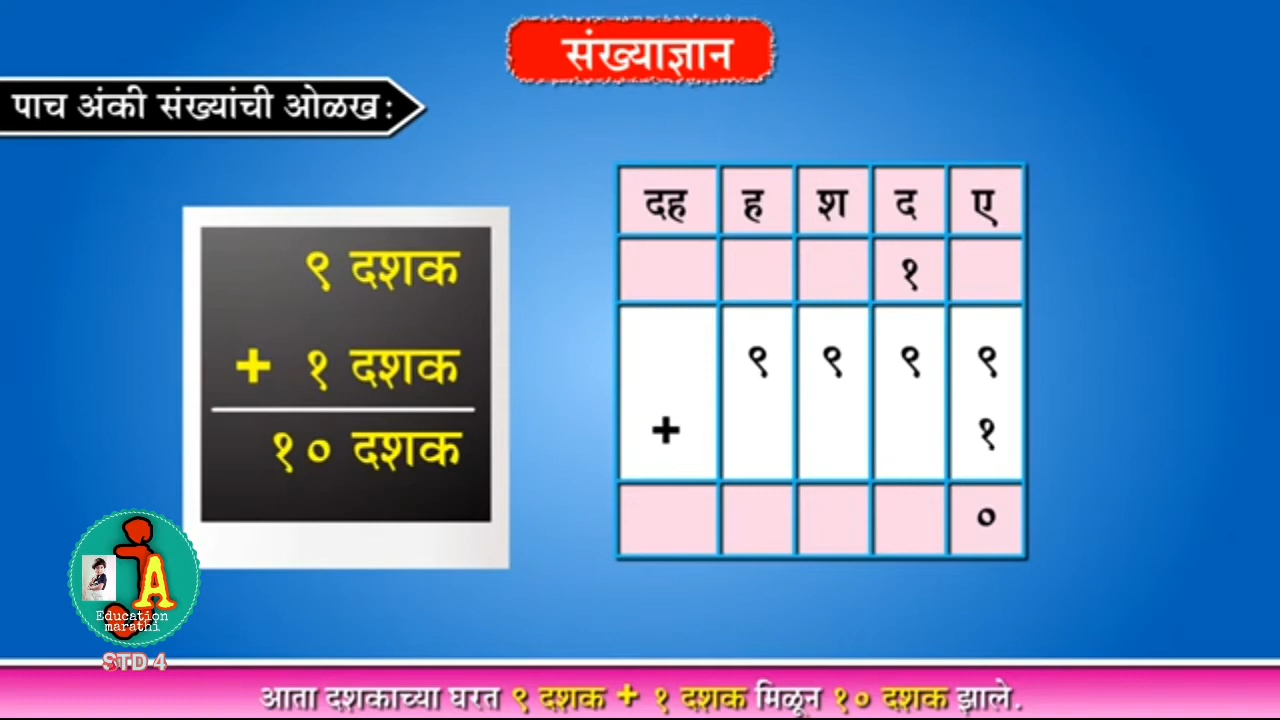 संख्याज्ञान
पाच अंकी संख्यांची ओळख:
९ दशक
+ १ दशक
१० दशक
दह ह श द ए
१
९ ९ ९ ९
+ १
०
A
Education
marathi
STD 4
आता दशकाच्या घरत ९ दशक + १ दशक मिळून १० दशक झाले.